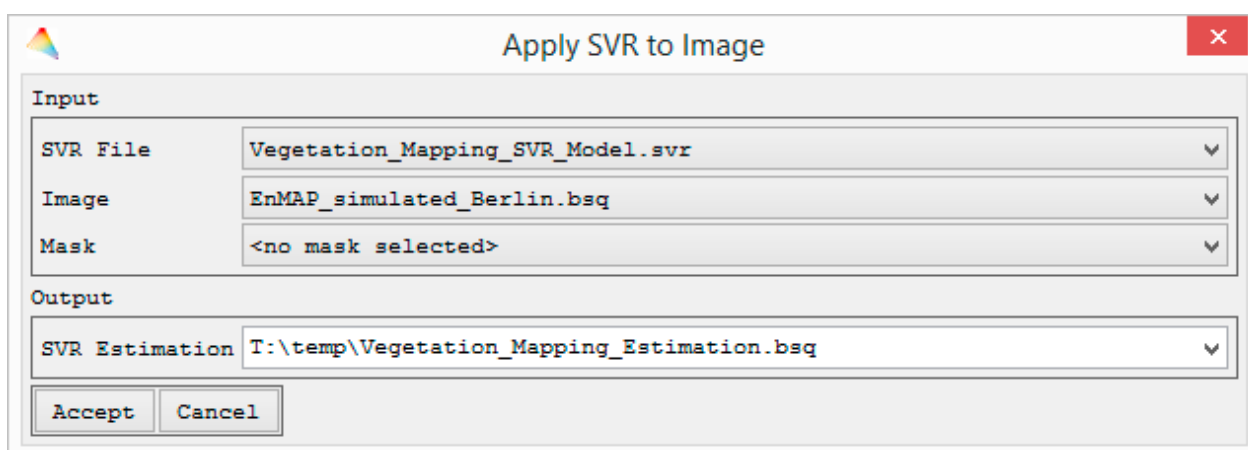 Apply SVR to Image
Input
SVR File Vegetation_Mapping_SVR_Model.svr
Image EnMAP_simulated_Berlin.bsq
Mask <no mask selected>
Output
SVR Estimation T:\temp\Vegetation_Mapping_Estimation.bsq
Accept Cancel